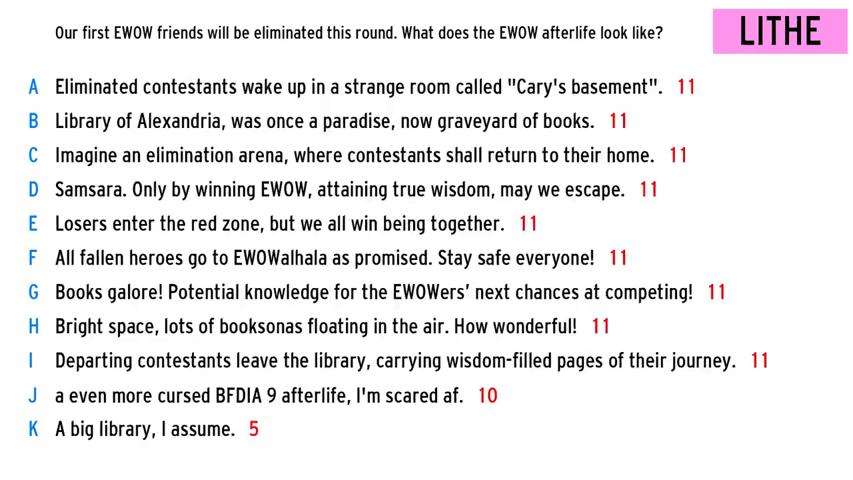 Our first EWOW friends will be eliminated this round. What does the EWOW afterlife look like?
LITHE
A Eliminated contestants wake up in a strange room called "Cary's basement". 11
B Library of Alexandria, was once a paradise, now graveyard of books. 11
C Imagine an elimination arena, where contestants shall return to their home. 11
D Samsara. Only by winning EWOW, attaining true wisdom, may we escape. 11
E Losers enter the red zone, but we all win being together. 11
F All fallen heroes go to EWOWalhala as promised. Stay safe everyone! 11
G Books galore! Potential knowledge for the EWOWers’ next chances at competing! 11
H Bright space, lots of booksonas floating in the air. How wonderful! 11
I Departing contestants leave the library, carrying wisdom-filled pages of their journey. 11
J a even more cursed BFDIA 9 afterlife, I'm scared af. 10
K A big library, I assume. 5